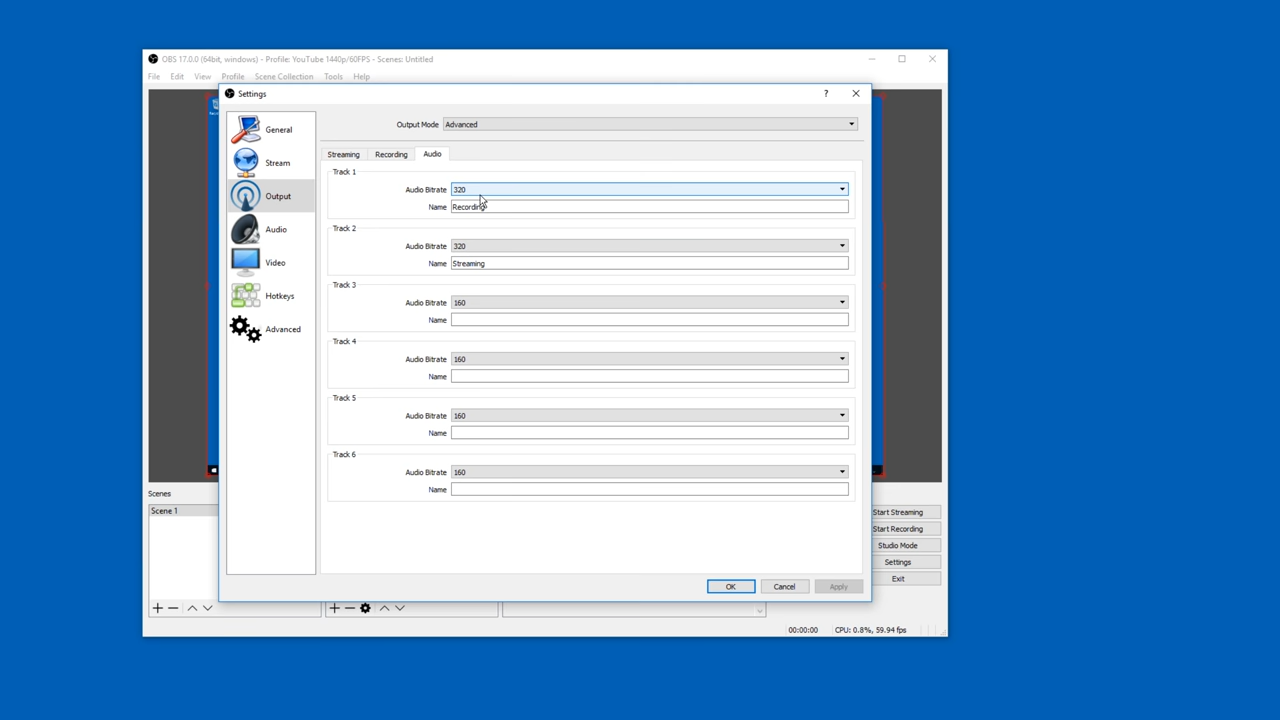 OBS 17.0.0 (64bit, windows) - Profile: YouTube 1440p/60FPS - Scenes: Untitled
File Edit View Profile Scene Collection Tools Help
Settings
?
General
Stream
Output
Audio
Video
Hotkeys
Advanced
Output Mode Advanced
Streaming Recording Audio
Track 1
Audio Bitrate 320
Name Recording
Track 2
Audio Bitrate 320
Name Streaming
Track 3
Audio Bitrate 160
Name
Track 4
Audio Bitrate 160
Name
Track 5
Audio Bitrate 160
Name
Track 6
Audio Bitrate 160
Name
OK Cancel Apply
Scenes
Scene 1
Start Streaming
Start Recording
Studio Mode
Settings
Exit
00:00:00 CPU: 0.8%, 59.94 fps